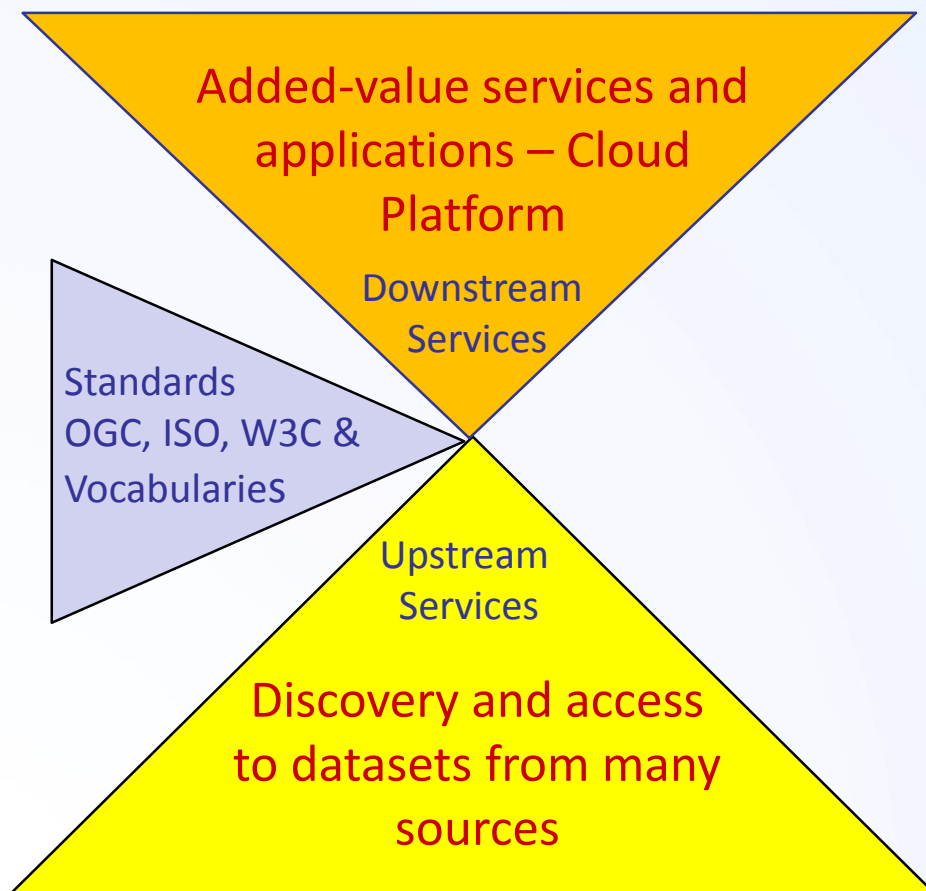 Added-value services and
applications – Cloud
Platform
Downstream
Services
Standards
OGC, ISO, W3C &
Vocabularies
Upstream
Services
Discovery and access
to datasets from many
sources